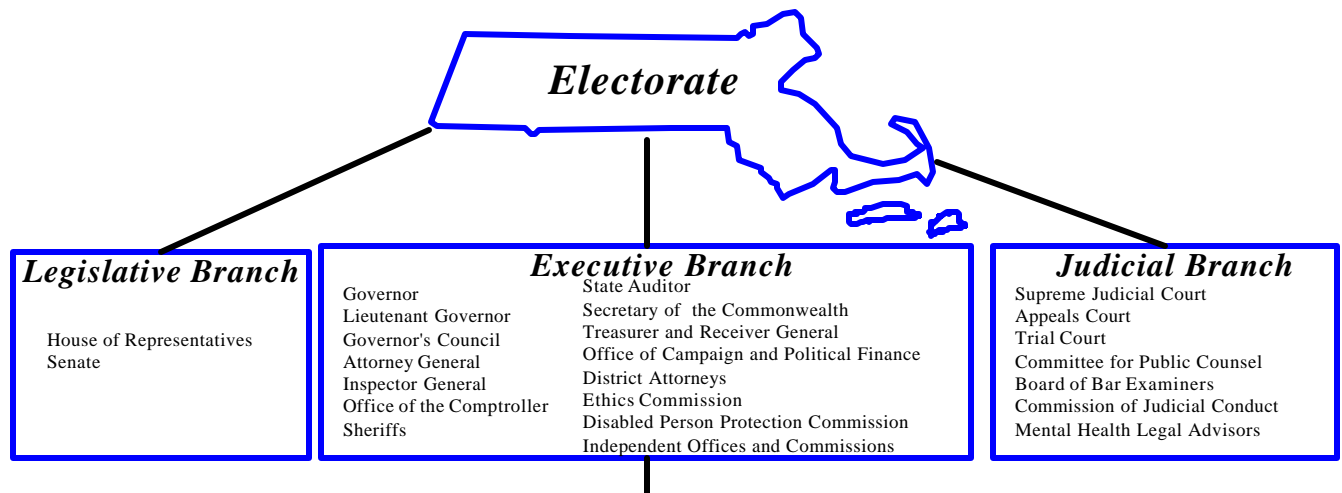 Electorate
Legislative Branch
House of Representatives
Senate
Executive Branch
Governor
Lieutenant Governor
Governor's Council
Attorney General
Inspector General
Office of the Comptroller
Sheriffs
State Auditor
Secretary of the Commonwealth
Treasurer and Receiver General
Office of Campaign and Political Finance
District Attorneys
Ethics Commission
Disabled Person Protection Commission
Independent Offices and Commissions
Judicial Branch
Supreme Judicial Court
Appeals Court
Trial Court
Committee for Public Counsel
Board of Bar Examiners
Commission of Judicial Conduct
Mental Health Legal Advisors